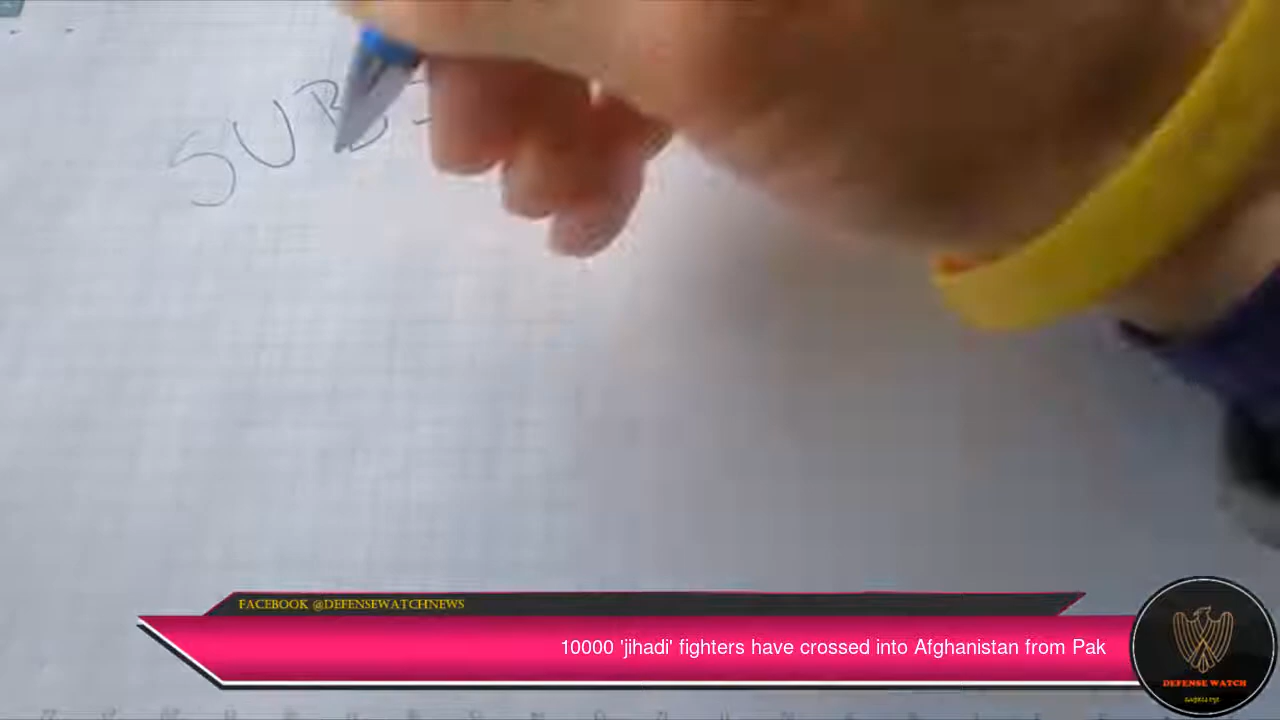 SUB
FACEBOOK @DEFENSEWATCHNEWS
10000 'jihadi' fighters have crossed into Afghanistan from Pak
DEFENSE WATCH